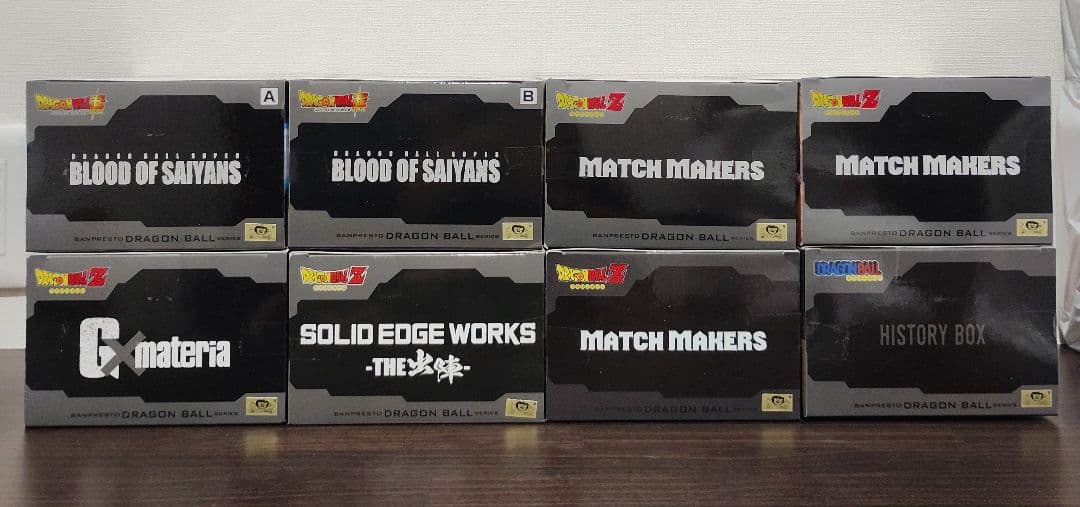 DRAGON BALL
A
DRAGON BALL SUPER
BLOOD OF SAIYANS
BANPRESTO DRAGON BALL SERIES
DRAGON BALL
B
DRAGON BALL SUPER
BLOOD OF SAIYANS
BANPRESTO DRAGON BALL SERIES
DRAGON BALL Z
MATCH MAKERS
BANPRESTO DRAGON BALL SERIES
DRAGON BALL Z
MATCH MAKERS
BANPRESTO DRAGON BALL SERIES
DRAGON BALL Z
G×materia
BANPRESTO DRAGON BALL SERIES
DRAGON BALL Z
SOLID EDGE WORKS
-THE出陣-
BANPRESTO DRAGON BALL SERIES
DRAGON BALL Z
MATCH MAKERS
BANPRESTO DRAGON BALL SERIES
DRAGON BALL
HISTORY BOX
BANPRESTO DRAGON BALL SERIES